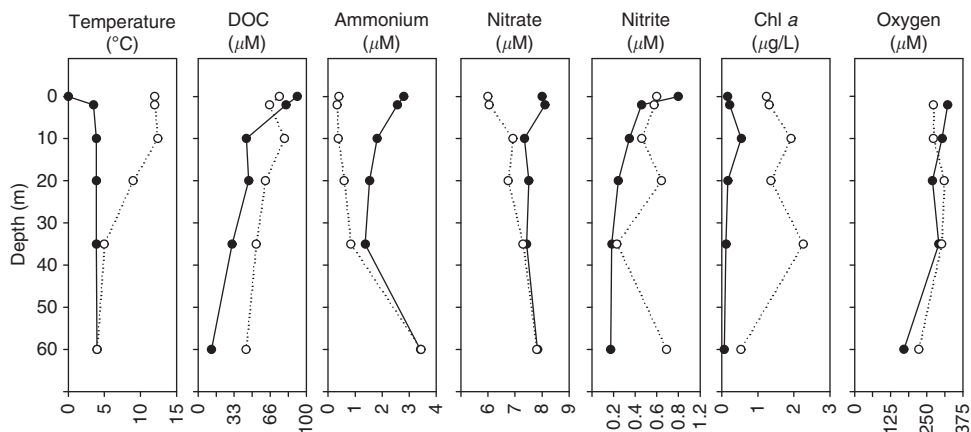 Temperature DOC Ammonium Nitrate Nitrite Chl a Oxygen
(°C) (μM) (μM) (μM) (μM) (μg/L) (μM)
0
10
20
30
40
50
60
Depth (m)
0 5 10 15
0 33 66 100
0 1 2 3 4
6 7 8 9
0.2 0.4 0.6 0.8 1.0 1.2
0 1 2 3
0 125 250 375